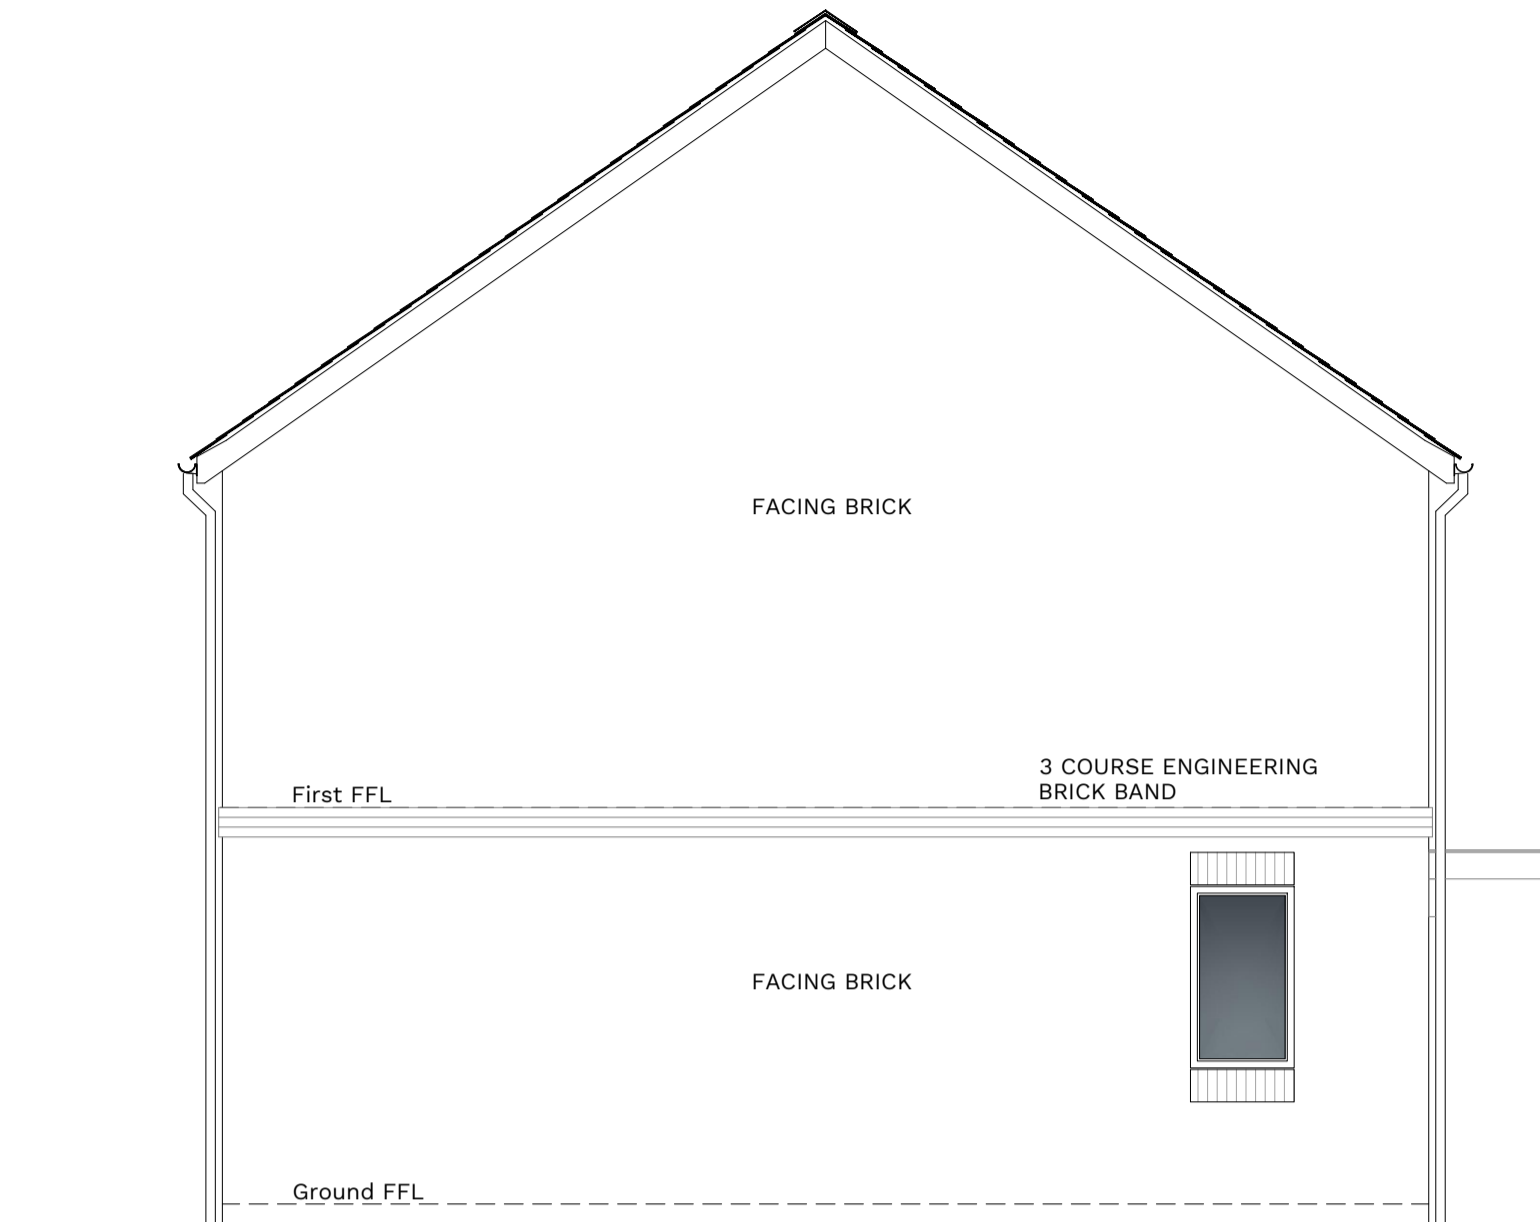 FACING BRICK
3 COURSE ENGINEERING
BRICK BAND
First FFL
FACING BRICK
Ground FFL